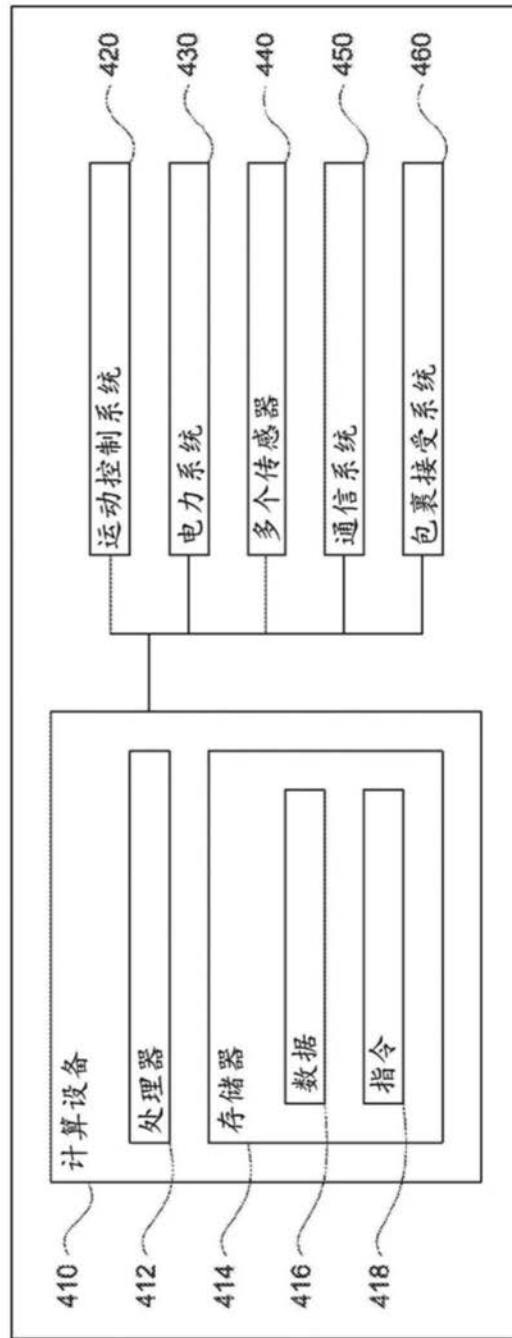 410
计算设备
412
处理器
414
存储器
416
数据
418
指令
运动控制系统
420
电力系统
430
多个传感器
440
通信系统
450
包裹接受系统
460